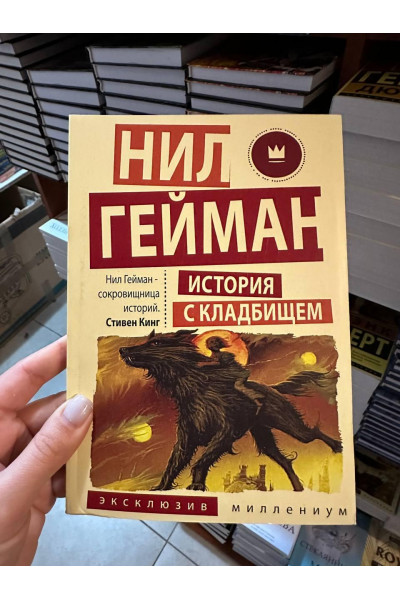 НИЛ
ГЕЙМАН
Нил Гейман -
сокровищница
историй.
Стивен Кинг
ИСТОРИЯ
С КЛАДБИЩЕМ
эксклюзив миллениум